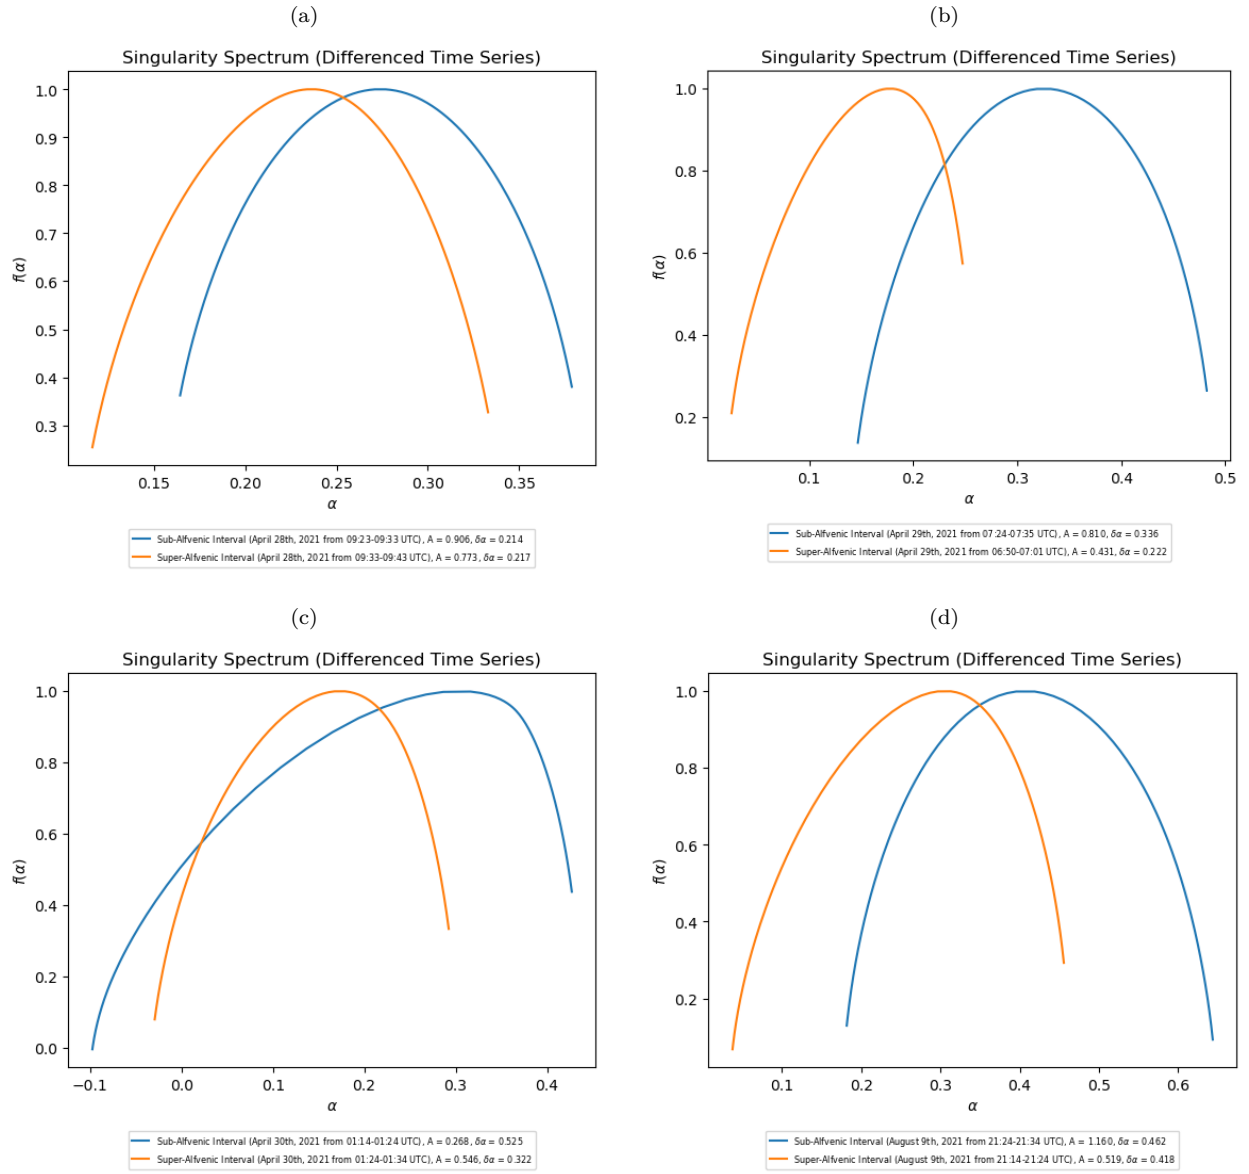 (a)
Singularity Spectrum (Differenced Time Series)
1.0
0.9
0.8
0.7
0.6
0.5
0.4
0.3
f(α)
0.15 0.20 0.25 0.30 0.35
α
Sub-Alfvenic Interval (April 28th, 2021 from 09:23-09:33 UTC), A = 0.906, δα = 0.214
Super-Alfvenic Interval (April 28th, 2021 from 09:33-09:43 UTC), A = 0.773, δα = 0.217
(b)
Singularity Spectrum (Differenced Time Series)
1.0
0.8
0.6
0.4
0.2
f(α)
0.1 0.2 0.3 0.4 0.5
α
Sub-Alfvenic Interval (April 29th, 2021 from 07:24-07:35 UTC), A = 0.810, δα = 0.336
Super-Alfvenic Interval (April 29th, 2021 from 06:50-07:01 UTC), A = 0.431, δα = 0.222
(c)
Singularity Spectrum (Differenced Time Series)
1.0
0.8
0.6
0.4
0.2
0.0
f(α)
−0.1 0.0 0.1 0.2 0.3 0.4
α
Sub-Alfvenic Interval (April 30th, 2021 from 01:14-01:24 UTC), A = 0.268, δα = 0.525
Super-Alfvenic Interval (April 30th, 2021 from 01:24-01:34 UTC), A = 0.546, δα = 0.322
(d)
Singularity Spectrum (Differenced Time Series)
1.0
0.8
0.6
0.4
0.2
f(α)
0.1 0.2 0.3 0.4 0.5 0.6
α
Sub-Alfvenic Interval (August 9th, 2021 from 21:24-21:34 UTC), A = 1.160, δα = 0.462
Super-Alfvenic Interval (August 9th, 2021 from 21:14-21:24 UTC), A = 0.519, δα = 0.418